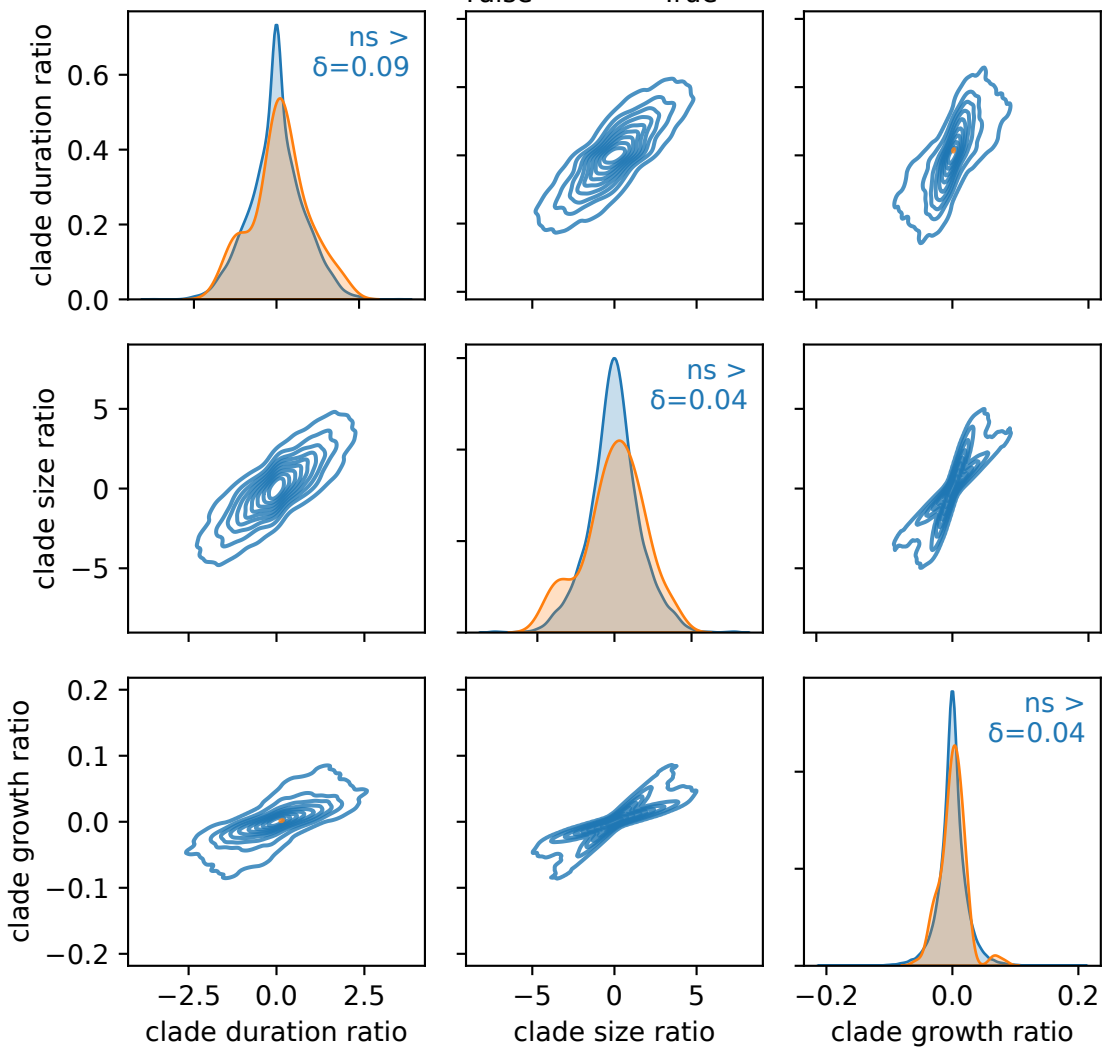 clade duration ratio
0.6
0.4
0.2
0.0
ns >
δ=0.09
clade size ratio
5
0
−5
ns >
δ=0.04
clade growth ratio
0.2
0.1
0.0
−0.1
−0.2
ns >
δ=0.04
−2.5 0.0 2.5
−5 0 5
−0.2 0.0 0.2
clade duration ratio
clade size ratio
clade growth ratio